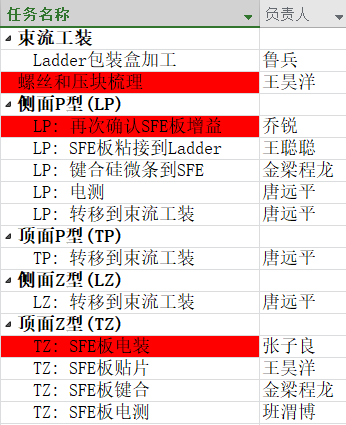 任务名称 负责人
束流工装
Ladder包装盒加工 鲁兵
螺丝和压块梳理 王昊洋
侧面P型(LP)
LP: 再次确认SFE板增益 乔锐
LP: SFE板粘接到Ladder 王聪聪
LP: 键合硅微条到SFE 金梁程龙
LP: 电测 唐远平
LP: 转移到束流工装 唐远平
顶面P型(TP)
TP: 转移到束流工装 唐远平
侧面Z型(LZ)
LZ: 转移到束流工装 唐远平
顶面Z型(TZ)
TZ: SFE板电装 张子良
TZ: SFE板贴片 王昊洋
TZ: SFE板键合 金梁程龙
TZ: SFE板电测 班渭博